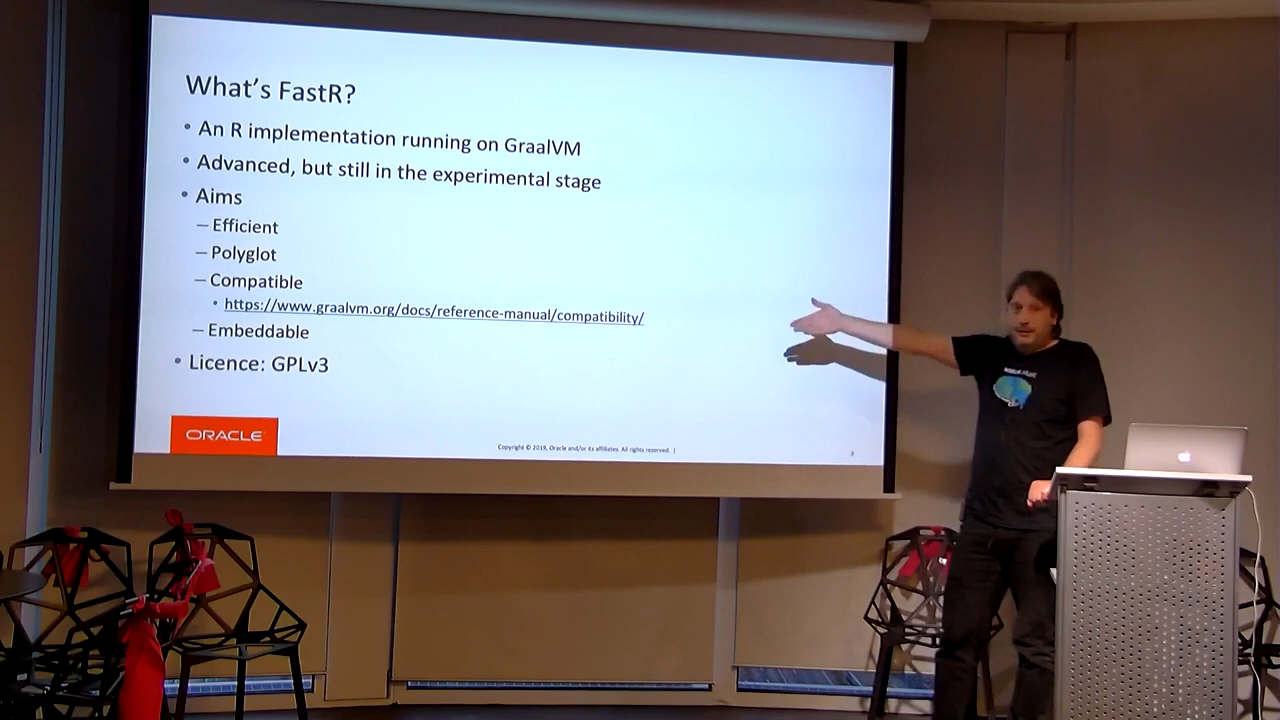 What's FastR?
• An R implementation running on GraalVM
• Advanced, but still in the experimental stage
• Aims
– Efficient
– Polyglot
– Compatible
• https://www.graalvm.org/docs/reference-manual/compatibility/
– Embeddable
• Licence: GPLv3
ORACLE
Copyright © 2019, Oracle and/or its affiliates. All rights reserved. |